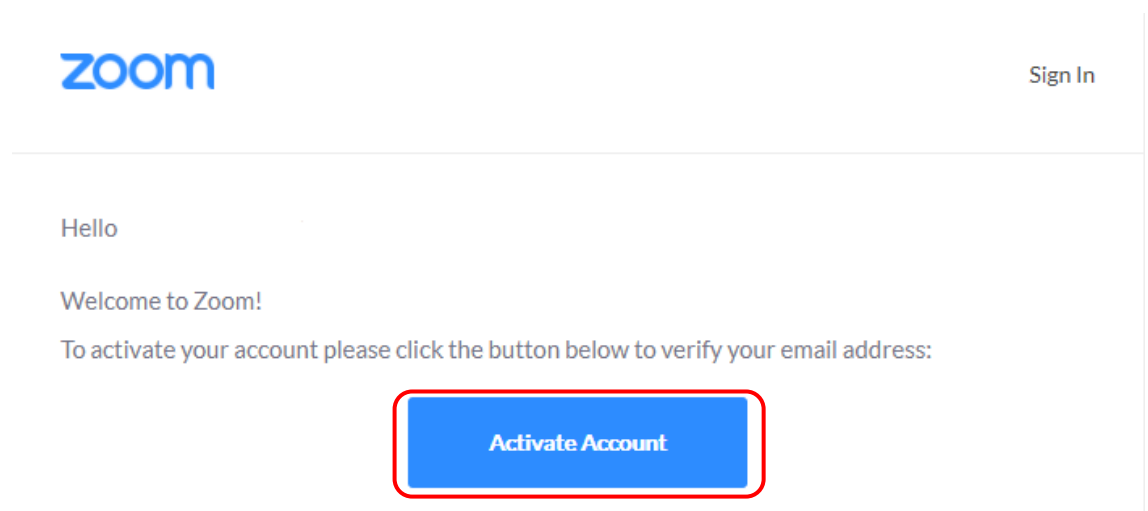 zoom
Sign In
Hello
Welcome to Zoom!
To activate your account please click the button below to verify your email address:
Activate Account